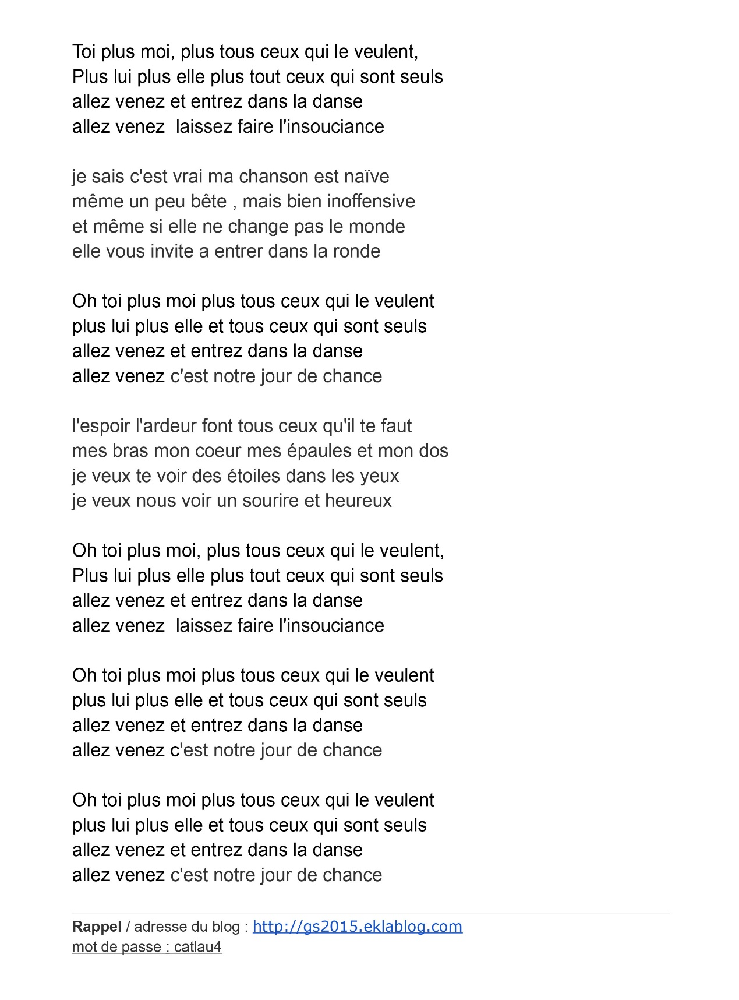 Toi plus moi, plus tous ceux qui le veulent,
Plus lui plus elle plus tout ceux qui sont seuls
allez venez et entrez dans la danse
allez venez  laissez faire l'insouciance

je sais c'est vrai ma chanson est naïve
même un peu bête , mais bien inoffensive
et même si elle ne change pas le monde
elle vous invite a entrer dans la ronde

Oh toi plus moi plus tous ceux qui le veulent
plus lui plus elle et tous ceux qui sont seuls
allez venez et entrez dans la danse
allez venez c'est notre jour de chance

l'espoir l'ardeur font tous ceux qu'il te faut
mes bras mon coeur mes épaules et mon dos
je veux te voir des étoiles dans les yeux
je veux nous voir un sourire et heureux

Oh toi plus moi, plus tous ceux qui le veulent,
Plus lui plus elle plus tout ceux qui sont seuls
allez venez et entrez dans la danse
allez venez  laissez faire l'insouciance

Oh toi plus moi plus tous ceux qui le veulent
plus lui plus elle et tous ceux qui sont seuls
allez venez et entrez dans la danse
allez venez c'est notre jour de chance

Oh toi plus moi plus tous ceux qui le veulent
plus lui plus elle et tous ceux qui sont seuls
allez venez et entrez dans la danse
allez venez c'est notre jour de chance

Rappel / adresse du blog : http://gs2015.eklablog.com
mot de passe : catlau4